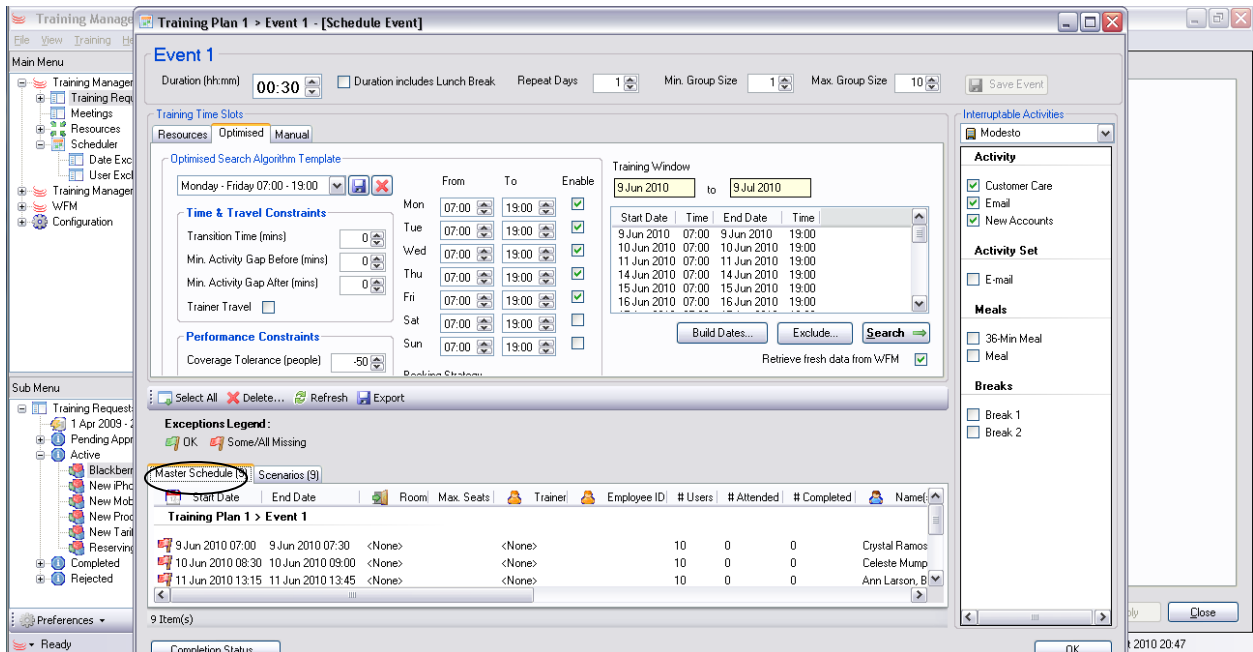 Training Manage
Training Plan 1 > Event 1 - [Schedule Event]
File View Training He
Main Menu
Training Manager
Training Requ
Meetings
Resources
Scheduler
Date Exc
User Excl
Training Manager
WFM
Configuration
Sub Menu
Training Request
1 Apr 2009 - 2
Pending Appr
Active
Blackberr
New iPho
New Mob
New Prod
New Tarif
Reserving
Completed
Rejected
Preferences
Ready
Event 1
Duration (hh:mm) 00:30 Duration includes Lunch Break Repeat Days 1 Min. Group Size 1 Max. Group Size 10 Save Event
Training Time Slots
Resources Optimised Manual
Optimised Search Algorithm Template
Monday - Friday 07:00 - 19:00
Time & Travel Constraints
Transition Time (mins) 0
Min. Activity Gap Before (mins) 0
Min. Activity Gap After (mins) 0
Trainer Travel
Performance Constraints
Coverage Tolerance (people) -50
From To Enable
Mon 07:00 19:00
Tue 07:00 19:00
Wed 07:00 19:00
Thu 07:00 19:00
Fri 07:00 19:00
Sat 07:00 19:00
Sun 07:00 19:00
Booking Strategy
Training Window
9 Jun 2010 to 9 Jul 2010
Start Date Time End Date Time
9 Jun 2010 07:00 9 Jun 2010 19:00
10 Jun 2010 07:00 10 Jun 2010 19:00
11 Jun 2010 07:00 11 Jun 2010 19:00
14 Jun 2010 07:00 14 Jun 2010 19:00
15 Jun 2010 07:00 15 Jun 2010 19:00
16 Jun 2010 07:00 16 Jun 2010 19:00
Build Dates... Exclude... Search
Retrieve fresh data from WFM
Interruptable Activities
Modesto
Activity
Customer Care
Email
New Accounts
Activity Set
E-mail
Meals
36-Min Meal
Meal
Breaks
Break 1
Break 2
Select All Delete... Refresh Export
Exceptions Legend:
OK Some/All Missing
Master Schedule (9) Scenarios (9)
Start Date End Date Room Max. Seats Trainer Employee ID # Users # Attended # Completed Name(s
Training Plan 1 > Event 1
9 Jun 2010 07:00 9 Jun 2010 07:30 <None> <None> 10 0 0 Crystal Ramos
10 Jun 2010 08:30 10 Jun 2010 09:00 <None> <None> 10 0 0 Celeste Mump
11 Jun 2010 13:15 11 Jun 2010 13:45 <None> <None> 10 0 0 Ann Larson, B
9 Item(s)
Completion Status... OK
ply Close
t 2010 20:47